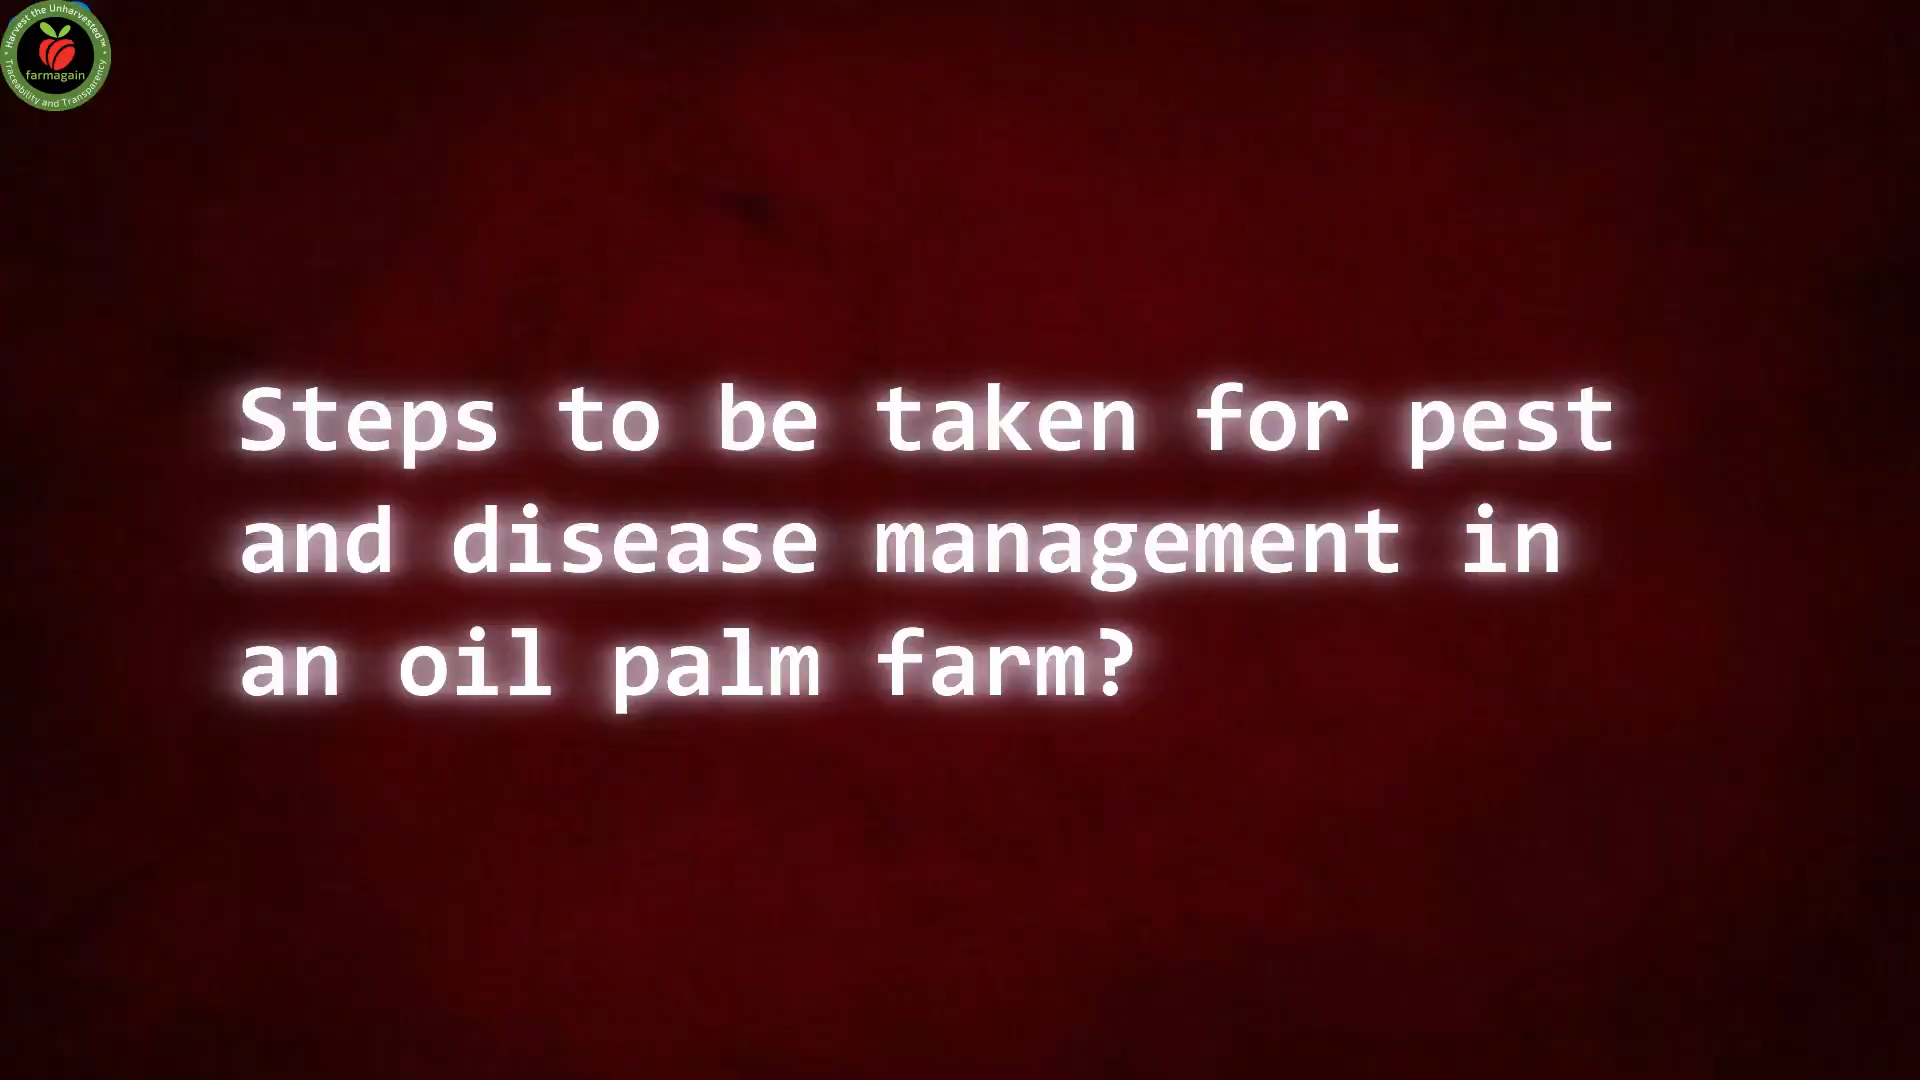 Harvest the Unharvested™
farmagain
Traceability and Transparency
Steps to be taken for pest
and disease management in
an oil palm farm?